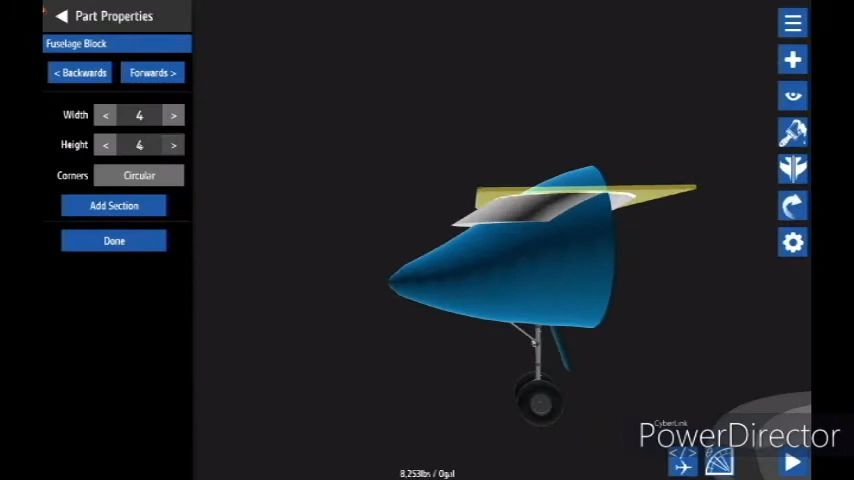 Part Properties
Fuselage Block
< Backwards
Forwards >
Width < 4 >
Height < 4 >
Corners Circular
Add Section
Done
CyberLink
PowerDirector
</>
8,253lbs / 0gal